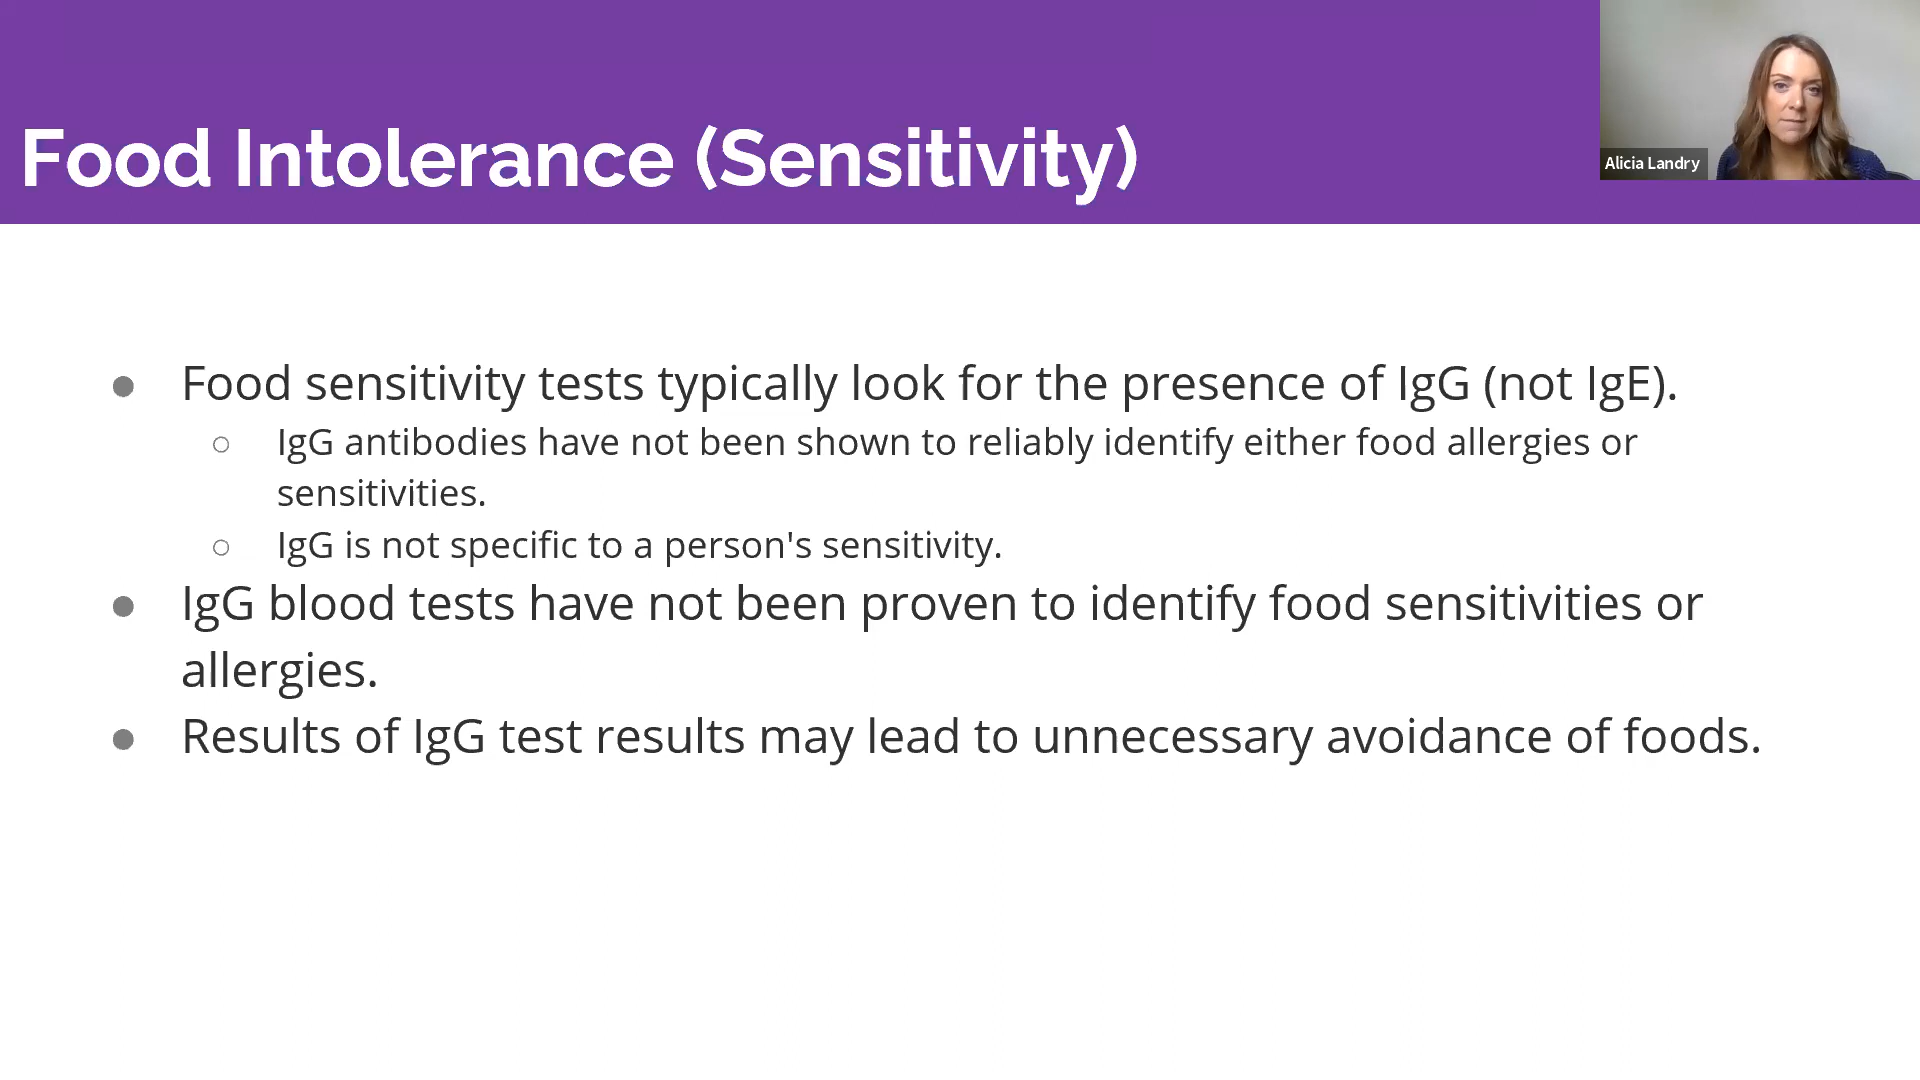 Food Intolerance (Sensitivity)
Alicia Landry
● Food sensitivity tests typically look for the presence of IgG (not IgE).
○ IgG antibodies have not been shown to reliably identify either food allergies or
sensitivities.
○ IgG is not specific to a person's sensitivity.
● IgG blood tests have not been proven to identify food sensitivities or
allergies.
● Results of IgG test results may lead to unnecessary avoidance of foods.